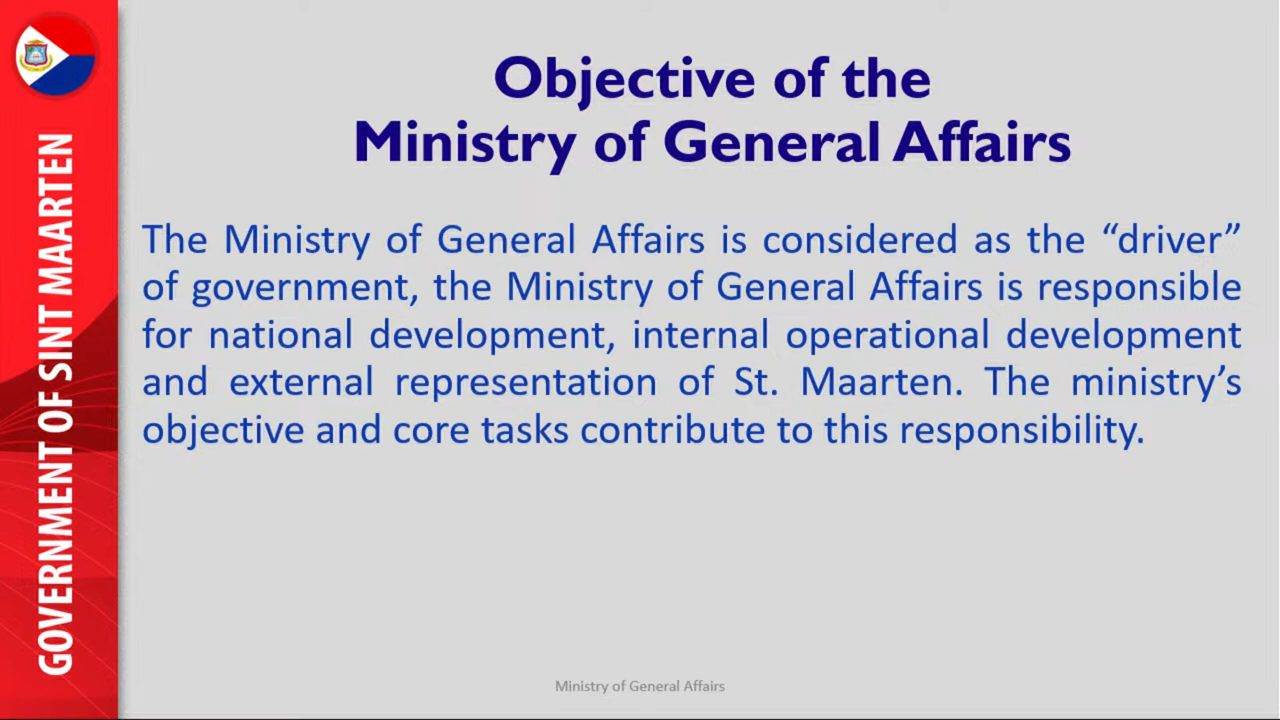 GOVERNMENT OF SINT MAARTEN
Objective of the
Ministry of General Affairs
The Ministry of General Affairs is considered as the “driver”
of government, the Ministry of General Affairs is responsible
for national development, internal operational development
and external representation of St. Maarten. The ministry’s
objective and core tasks contribute to this responsibility.
Ministry of General Affairs